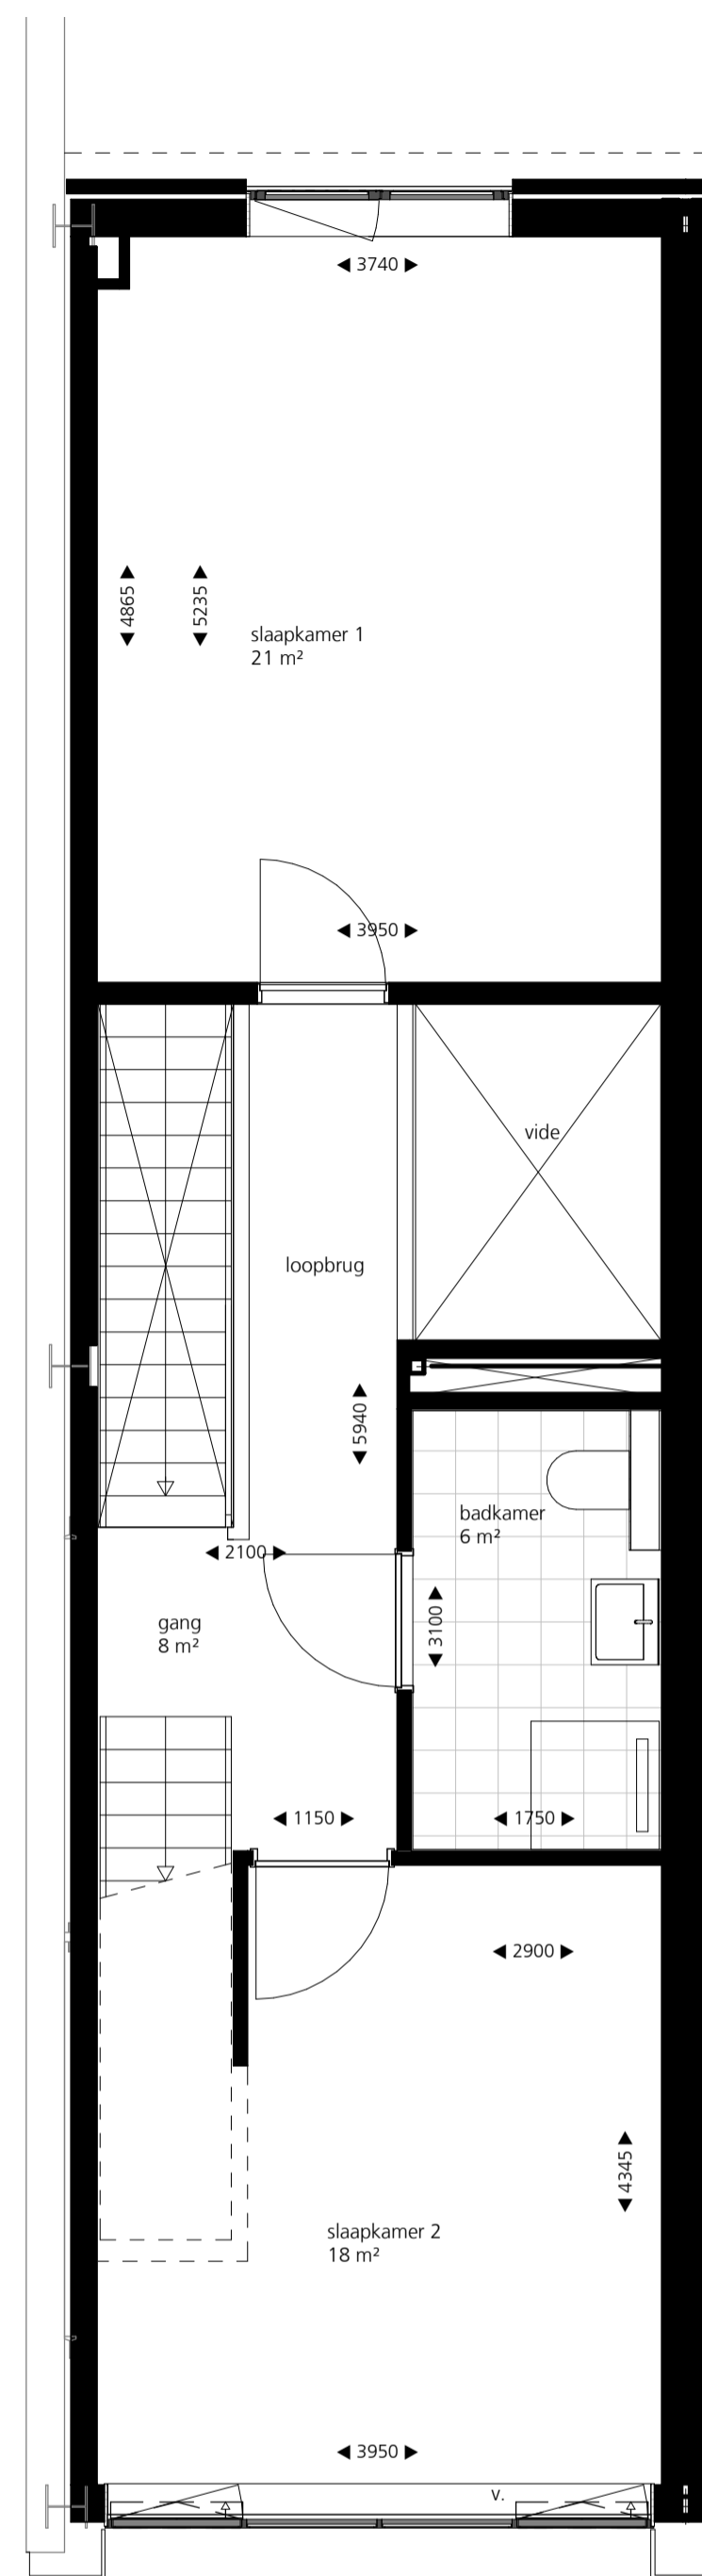 3740
4865
5235
slaapkamer 1
21 m²
3950
vide
loopbrug
5940
badkamer
6 m²
2100
3100
gang
8 m²
1150
1750
2900
4345
slaapkamer 2
18 m²
3950
v.